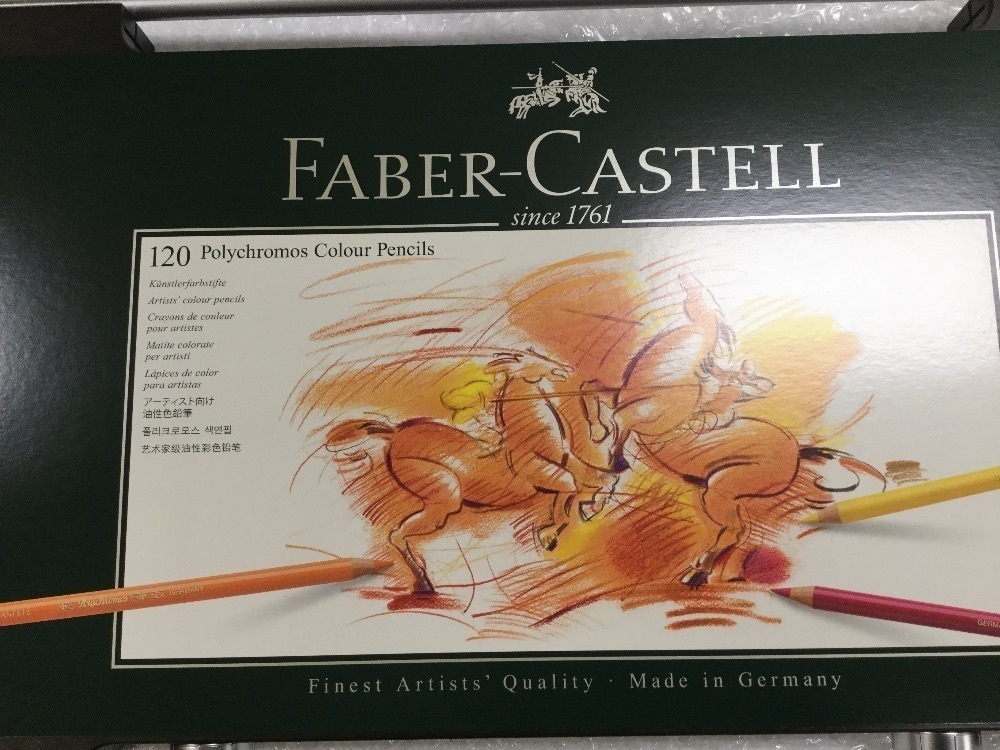 FABER-CASTELL
since 1761
120 Polychromos Colour Pencils
Künstlerfarbstifte
Artists' colour pencils
Crayons de couleur
pour artistes
Matite colorate
per artisti
Lápices de color
para artistas
アーティスト向け
油性色鉛筆
폴리크로모스 색연필
艺术家级油性彩色铅笔
Polychromos
GERMANY
Finest Artists' Quality · Made in Germany